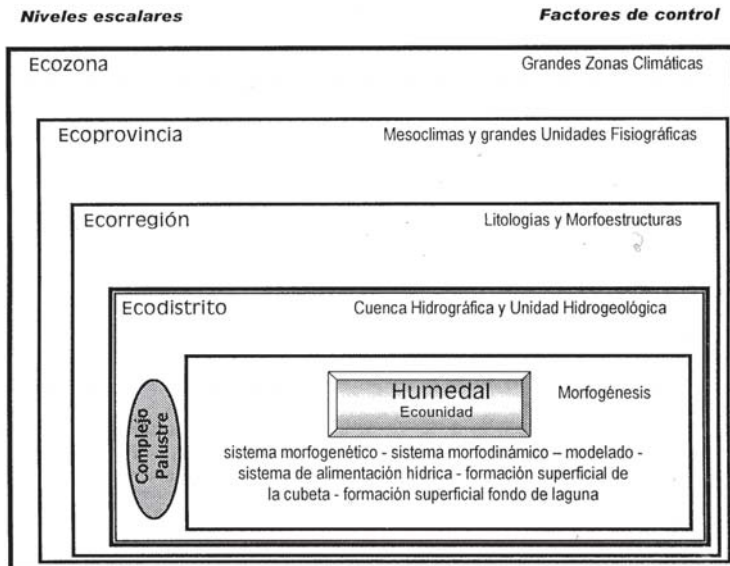 Niveles escalares Factores de control
Ecozona Grandes Zonas Climáticas
Ecoprovincia Mesoclimas y grandes Unidades Fisiográficas
Ecorregión Litologías y Morfoestructuras
Ecodistrito Cuenca Hidrográfica y Unidad Hidrogeológica
Complejo
Palustre
Humedal Morfogénesis
Ecounidad
sistema morfogenético - sistema morfodinámico – modelado -
sistema de alimentación hídrica - formación superficial de
la cubeta - formación superficial fondo de laguna